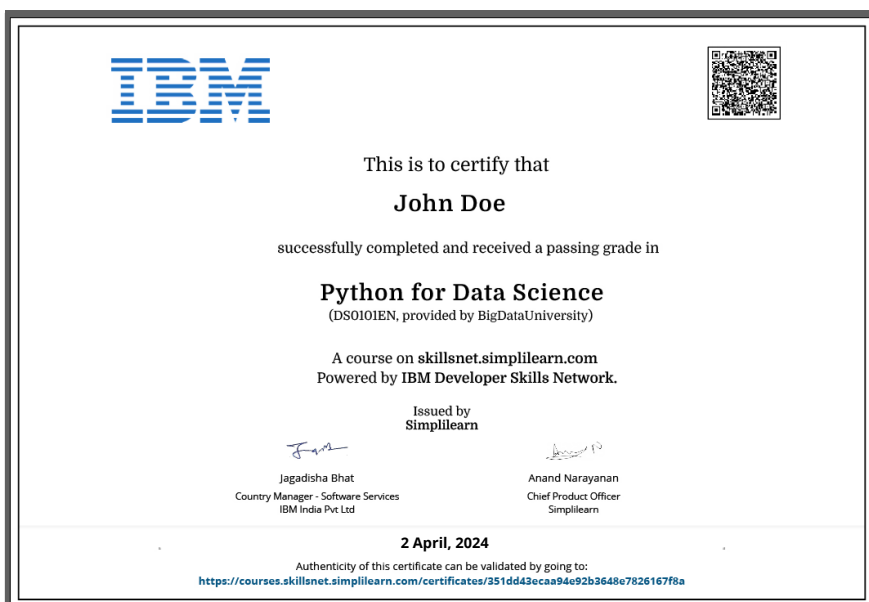 IBM
This is to certify that
John Doe
successfully completed and received a passing grade in
Python for Data Science
(DS0101EN, provided by BigDataUniversity)
A course on skillsnet.simplilearn.com
Powered by IBM Developer Skills Network.
Issued by
Simplilearn
Jagadisha Bhat
Country Manager - Software Services
IBM India Pvt Ltd
Anand Narayanan
Chief Product Officer
Simplilearn
2 April, 2024
Authenticity of this certificate can be validated by going to:
https://courses.skillsnet.simplilearn.com/certificates/351dd43ecaa94e92b3648e7826167f8a